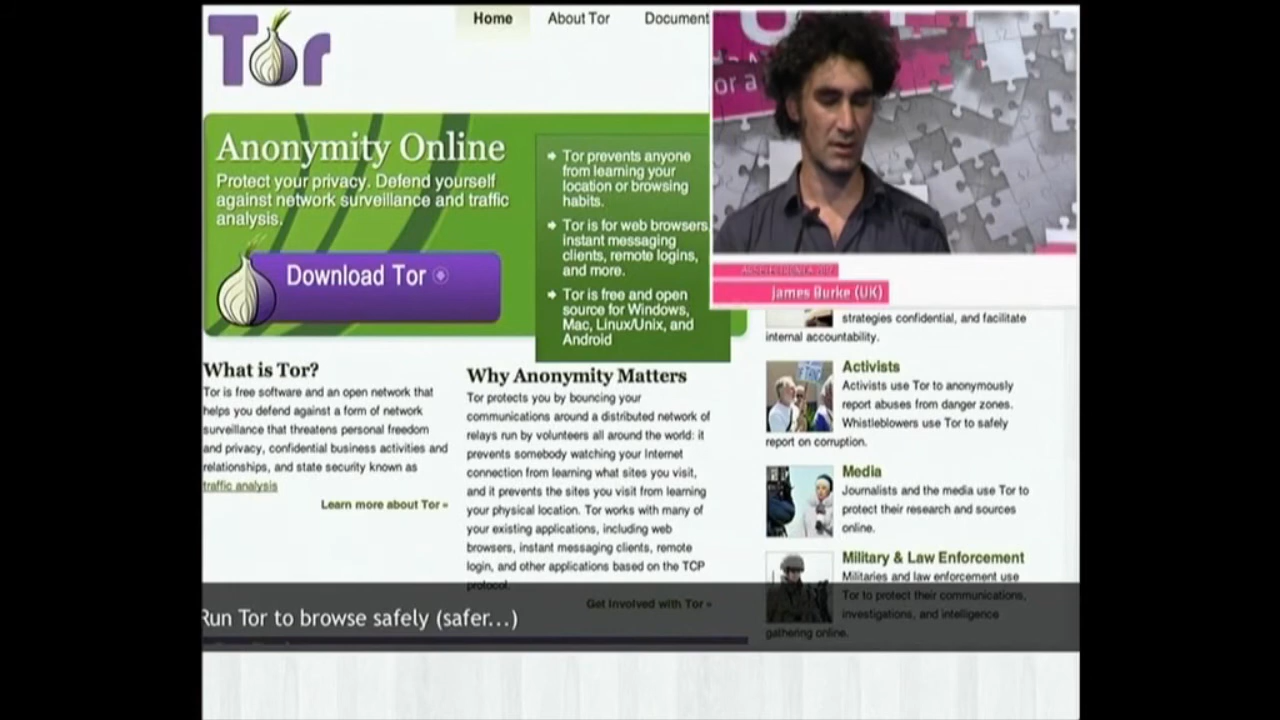 Tor
Home
About Tor
Document
or a
Anonymity Online
Protect your privacy. Defend yourself
against network surveillance and traffic
analysis.
Download Tor
Tor prevents anyone
from learning your
location or browsing
habits.
Tor is for web browsers,
instant messaging
clients, remote logins,
and more.
Tor is free and open
source for Windows,
Mac, Linux/Unix, and
Android
James Burke (UK)
What is Tor?
Tor is free software and an open network that
helps you defend against a form of network
surveillance that threatens personal freedom
and privacy, confidential business activities and
relationships, and state security known as
traffic analysis
Learn more about Tor »
Why Anonymity Matters
Tor protects you by bouncing your
communications around a distributed network of
relays run by volunteers all around the world: it
prevents somebody watching your Internet
connection from learning what sites you visit,
and it prevents the sites you visit from learning
your physical location. Tor works with many of
your existing applications, including web
browsers, instant messaging clients, remote
login, and other applications based on the TCP
protocol.
Get Involved with Tor »
strategies confidential, and facilitate
internal accountability.
Activists
Activists use Tor to anonymously
report abuses from danger zones.
Whistleblowers use Tor to safely
report on corruption.
Media
Journalists and the media use Tor to
protect their research and sources
online.
Military & Law Enforcement
Militaries and law enforcement use
Tor to protect their communications,
investigations, and intelligence
gathering online.
Run Tor to browse safely (safer...)